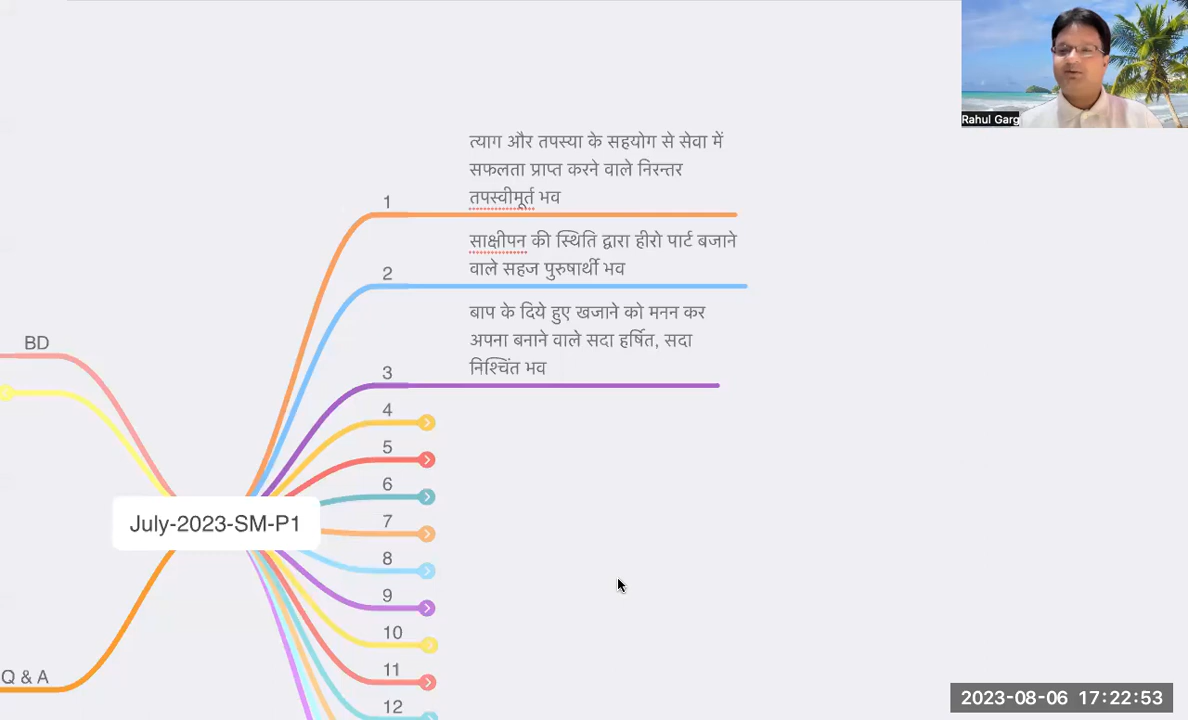 Rahul Garg
त्याग और तपस्या के सहयोग से सेवा में
सफलता प्राप्त करने वाले निरन्तर
तपस्वीमूर्त भव
1
साक्षीपन की स्थिति द्वारा हीरो पार्ट बजाने
वाले सहज पुरुषार्थी भव
2
बाप के दिये हुए खजाने को मनन कर
अपना बनाने वाले सदा हर्षित, सदा
निश्चिंत भव
3
4
5
6
7
8
9
10
11
12
BD
July-2023-SM-P1
Q & A
2023-08-06 17:22:53